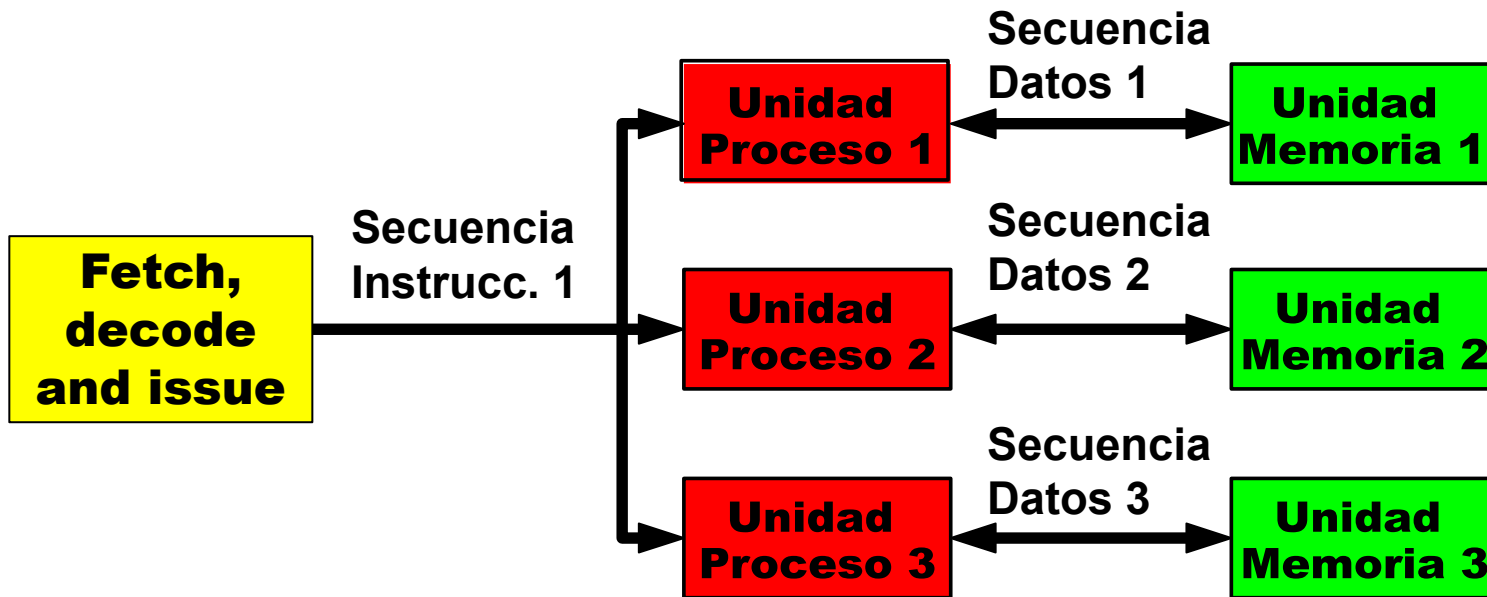 Secuencia
Datos 1
Unidad
Proceso 1
Unidad
Memoria 1
Secuencia
Instrucc. 1
Fetch,
decode
and issue
Secuencia
Datos 2
Unidad
Proceso 2
Unidad
Memoria 2
Secuencia
Datos 3
Unidad
Proceso 3
Unidad
Memoria 3